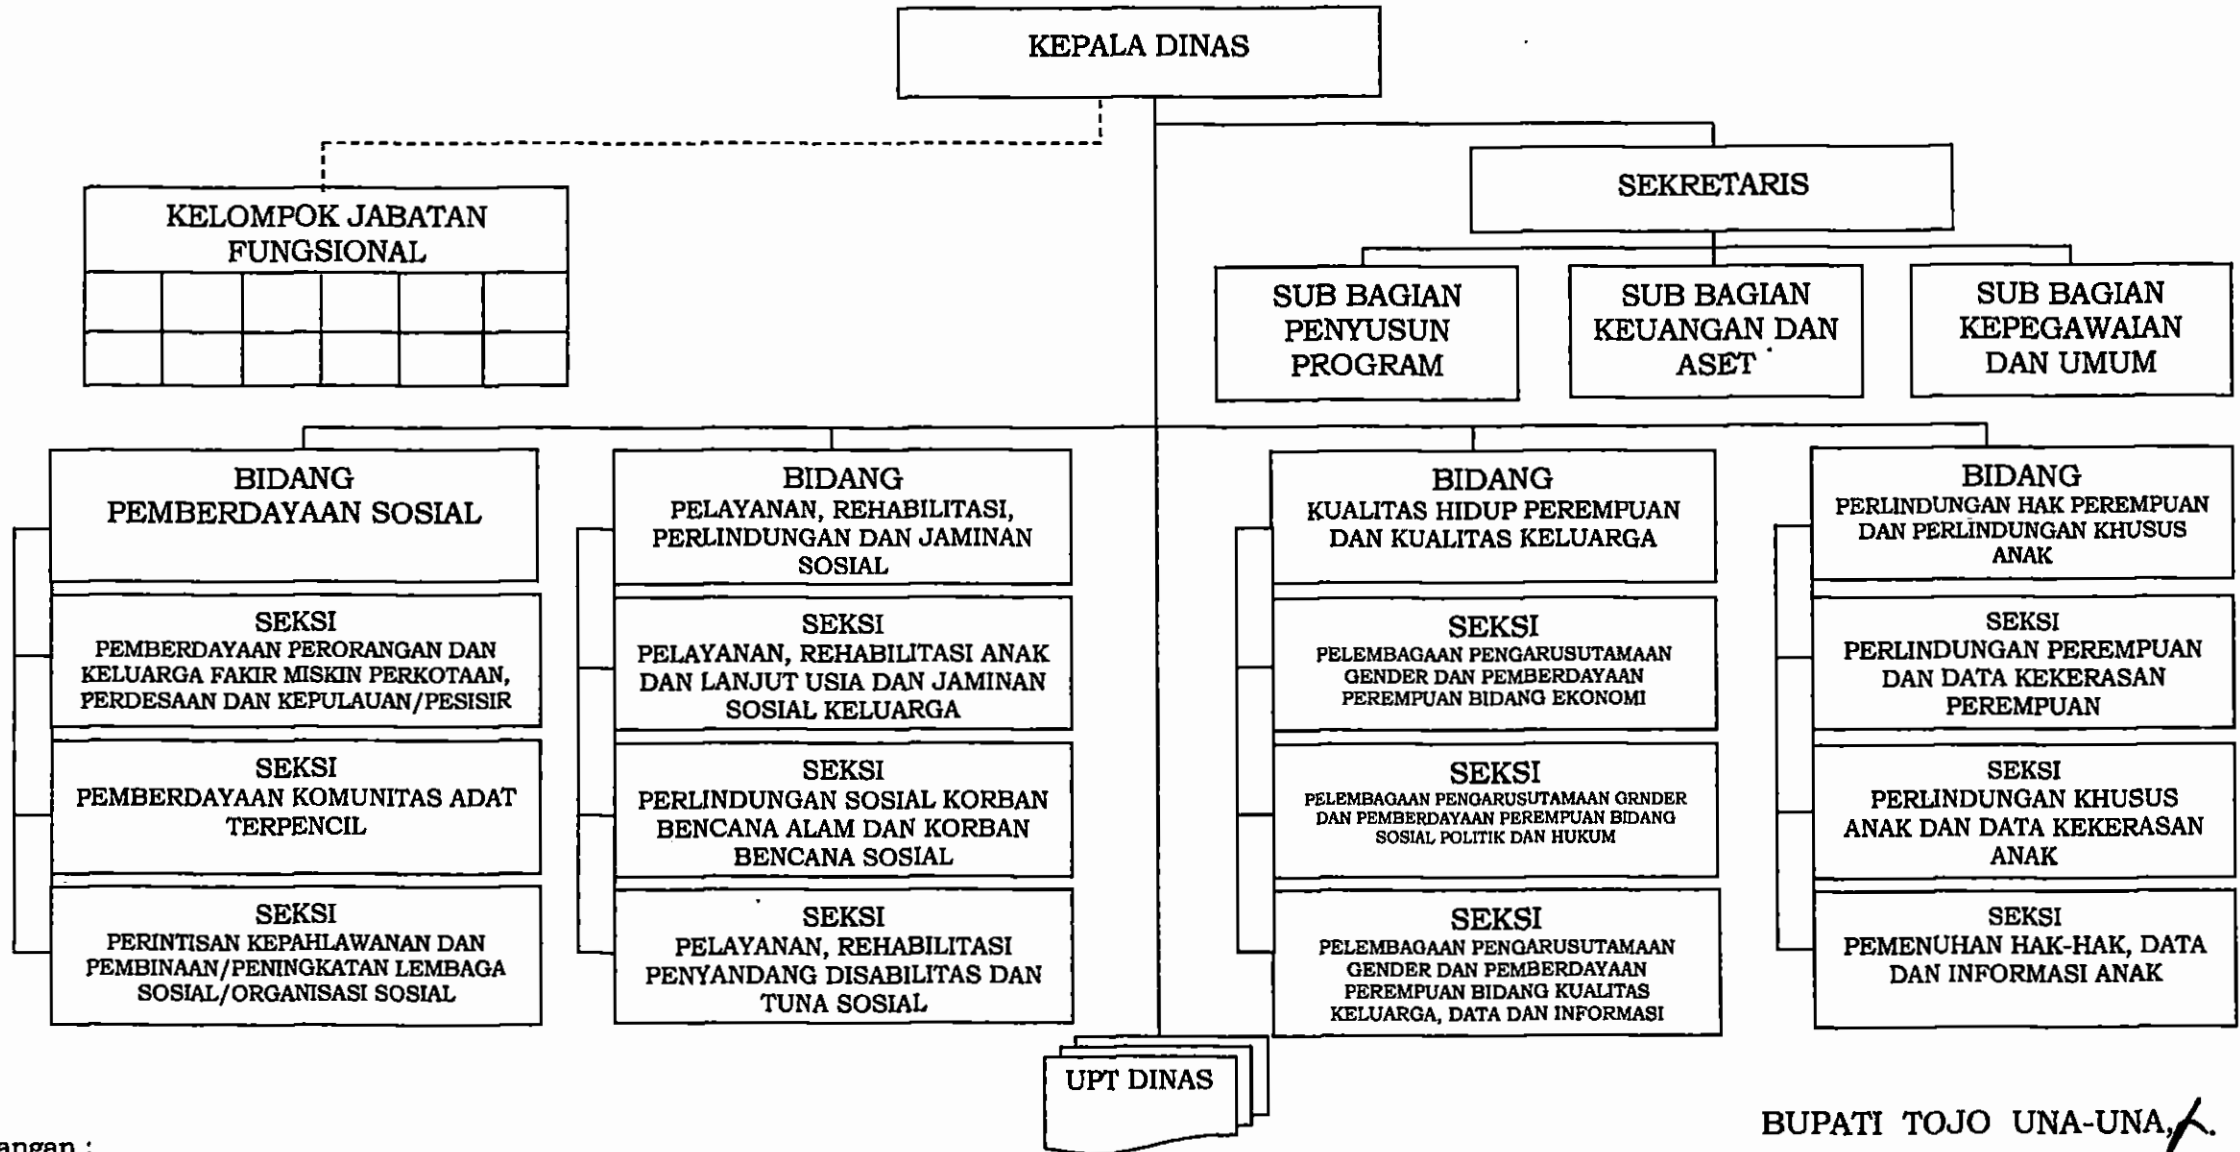 KEPALA DINAS
SEKRETARIS
KELOMPOK JABATAN
FUNGSIONAL
SUB BAGIAN
PENYUSUN
PROGRAM
SUB BAGIAN
KEUANGAN DAN
ASET
SUB BAGIAN
KEPEGAWAIAN
DAN UMUM
BIDANG
PEMBERDAYAAN SOSIAL
SEKSI
PEMBERDAYAAN PERORANGAN DAN
KELUARGA FAKIR MISKIN PERKOTAAN,
PERDESAAN DAN KEPULAUAN/PESISIR
SEKSI
PEMBERDAYAAN KOMUNITAS ADAT
TERPENCIL
SEKSI
PERINTISAN KEPAHLAWANAN DAN
PEMBINAAN/PENINGKATAN LEMBAGA
SOSIAL/ORGANISASI SOSIAL
BIDANG
PELAYANAN, REHABILITASI,
PERLINDUNGAN DAN JAMINAN
SOSIAL
SEKSI
PELAYANAN, REHABILITASI ANAK
DAN LANJUT USIA DAN JAMINAN
SOSIAL KELUARGA
SEKSI
PERLINDUNGAN SOSIAL KORBAN
BENCANA ALAM DAN KORBAN
BENCANA SOSIAL
SEKSI
PELAYANAN, REHABILITASI
PENYANDANG DISABILITAS DAN
TUNA SOSIAL
BIDANG
KUALITAS HIDUP PEREMPUAN
DAN KUALITAS KELUARGA
SEKSI
PELEMBAGAAN PENGARUSUTAMAAN
GENDER DAN PEMBERDAYAAN
PEREMPUAN BIDANG EKONOMI
SEKSI
PELEMBAGAAN PENGARUSUTAMAAN GRNDER
DAN PEMBERDAYAAN PEREMPUAN BIDANG
SOSIAL POLITIK DAN HUKUM
SEKSI
PELEMBAGAAN PENGARUSUTAMAAN
GENDER DAN PEMBERDAYAAN
PEREMPUAN BIDANG KUALITAS
KELUARGA, DATA DAN INFORMASI
BIDANG
PERLINDUNGAN HAK PEREMPUAN
DAN PERLINDUNGAN KHUSUS
ANAK
SEKSI
PERLINDUNGAN PEREMPUAN
DAN DATA KEKERASAN
PEREMPUAN
SEKSI
PERLINDUNGAN KHUSUS
ANAK DAN DATA KEKERASAN
ANAK
SEKSI
PEMENUHAN HAK-HAK, DATA
DAN INFORMASI ANAK
UPT DINAS
BUPATI TOJO UNA-UNA,